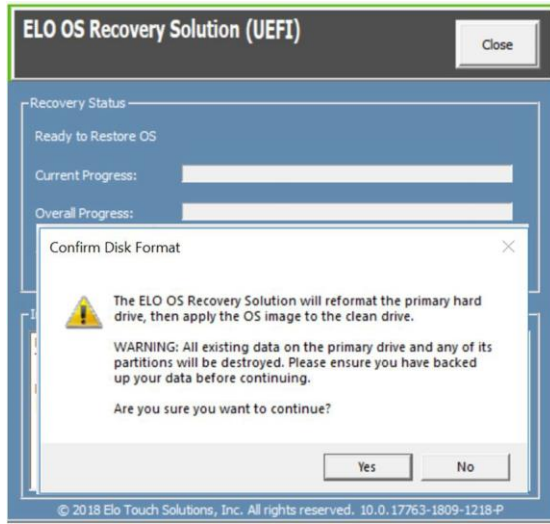 ELO OS Recovery Solution (UEFI)
Close
Recovery Status
Ready to Restore OS
Current Progress:
Overall Progress:
Confirm Disk Format
The ELO OS Recovery Solution will reformat the primary hard
drive, then apply the OS image to the clean drive.
WARNING: All existing data on the primary drive and any of its
partitions will be destroyed. Please ensure you have backed
up your data before continuing.
Are you sure you want to continue?
Yes
No
© 2018 Elo Touch Solutions, Inc. All rights reserved. 10.0.17763-1809-1218-P